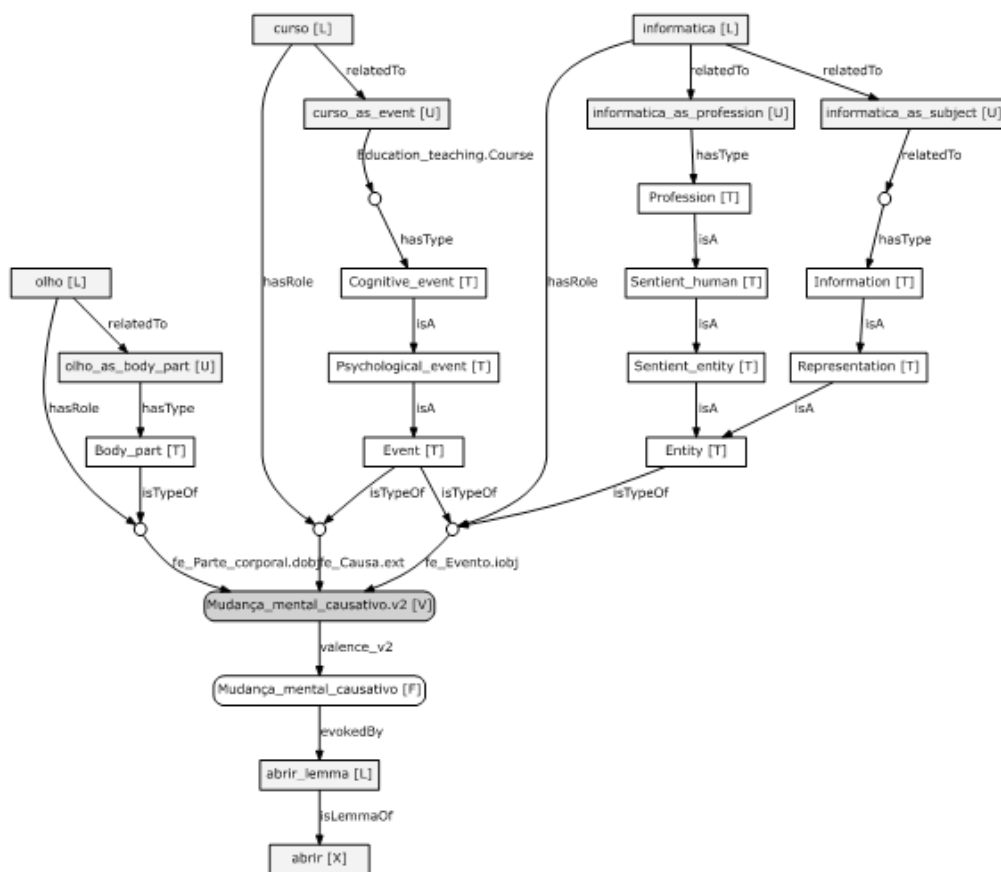 curso [L]
informatica [L]
relatedTo
relatedTo
relatedTo
curso_as_event [U]
informatica_as_profession [U]
informatica_as_subject [U]
Education_teaching.Course
hasType
relatedTo
Profession [T]
hasType
isA
hasType
olho [L]
hasRole
Cognitive_event [T]
hasRole
Sentient_human [T]
Information [T]
relatedTo
isA
isA
isA
olho_as_body_part [U]
Psychological_event [T]
Sentient_entity [T]
Representation [T]
hasRole
hasType
isA
isA
isA
Body_part [T]
Event [T]
Entity [T]
isTypeOf
isTypeOf
isTypeOf
isTypeOf
fe_Parte_corporal.dobj
fe_Causa.ext
fe_Evento.iobj
Mudança_mental_causativo.v2 [V]
valence_v2
Mudança_mental_causativo [F]
evokedBy
abrir_lemma [L]
isLemmaOf
abrir [X]